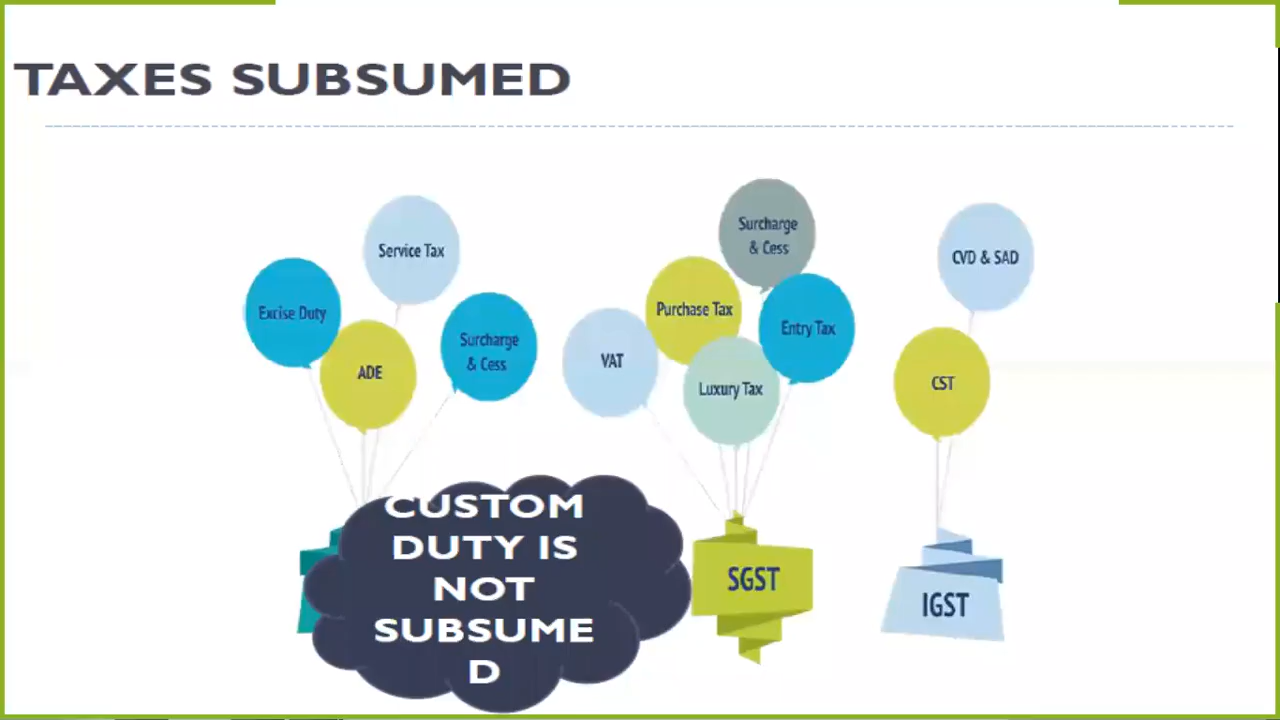 TAXES SUBSUMED
Service Tax
Excise Duty
ADE
Surcharge
& Cess
VAT
Purchase Tax
Surcharge
& Cess
Luxury Tax
Entry Tax
CVD & SAD
CST
CUSTOM
DUTY IS
NOT
SUBSUME
D
SGST
IGST